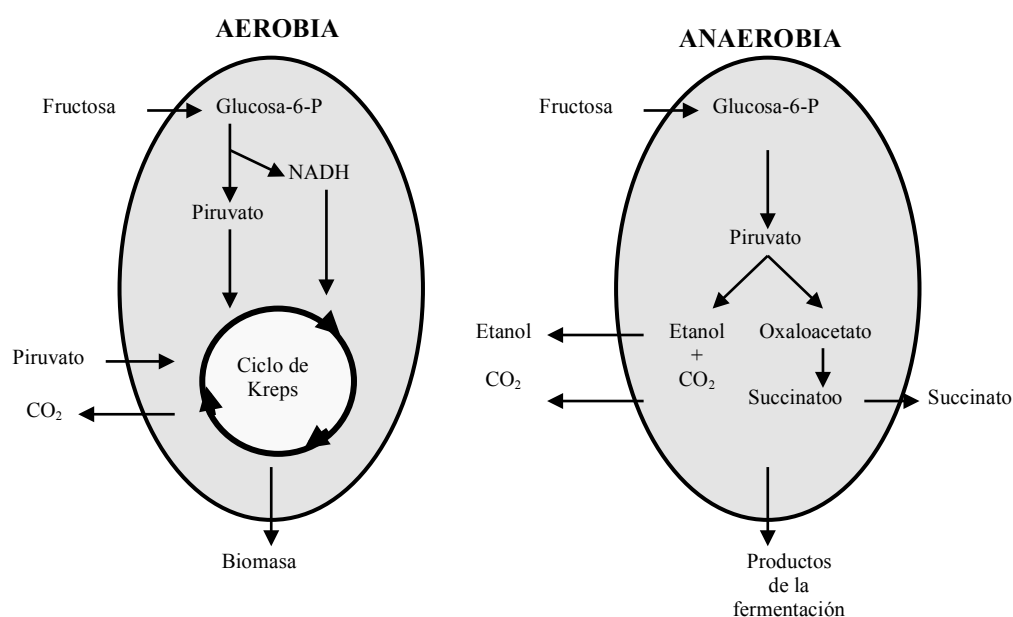 AEROBIA
Fructosa
Glucosa-6-P
NADH
Piruvato
Ciclo de
Kreps
Piruvato
CO₂
Biomasa
ANAEROBIA
Fructosa
Glucosa-6-P
Piruvato
Etanol
Etanol
+
CO₂
Oxaloacetato
CO₂
Succinatoo
Succinato
Productos
de la
fermentación